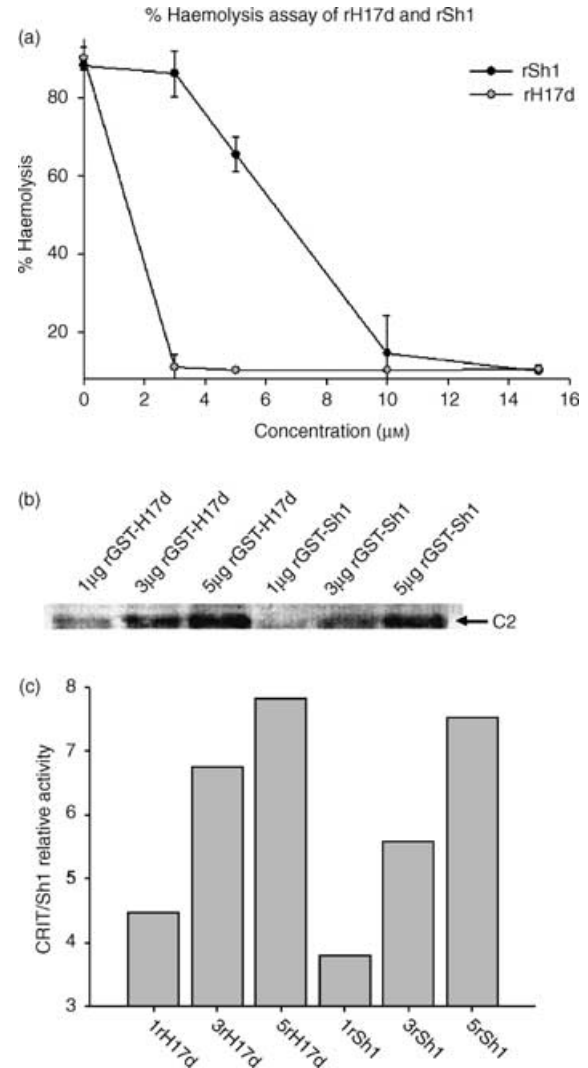 % Haemolysis assay of rH17d and rSh1
(a)
rSh1
rH17d
% Haemolysis
80
60
40
20
0 2 4 6 8 10 12 14 16
Concentration (μM)
(b)
1μg rGST-H17d
3μg rGST-H17d
5μg rGST-H17d
1μg rGST-Sh1
3μg rGST-Sh1
5μg rGST-Sh1
C2
(c)
CRIT/Sh1 relative activity
8
7
6
5
4
3
1rH17d
3rH17d
5rH17d
1rSh1
3rSh1
5rSh1